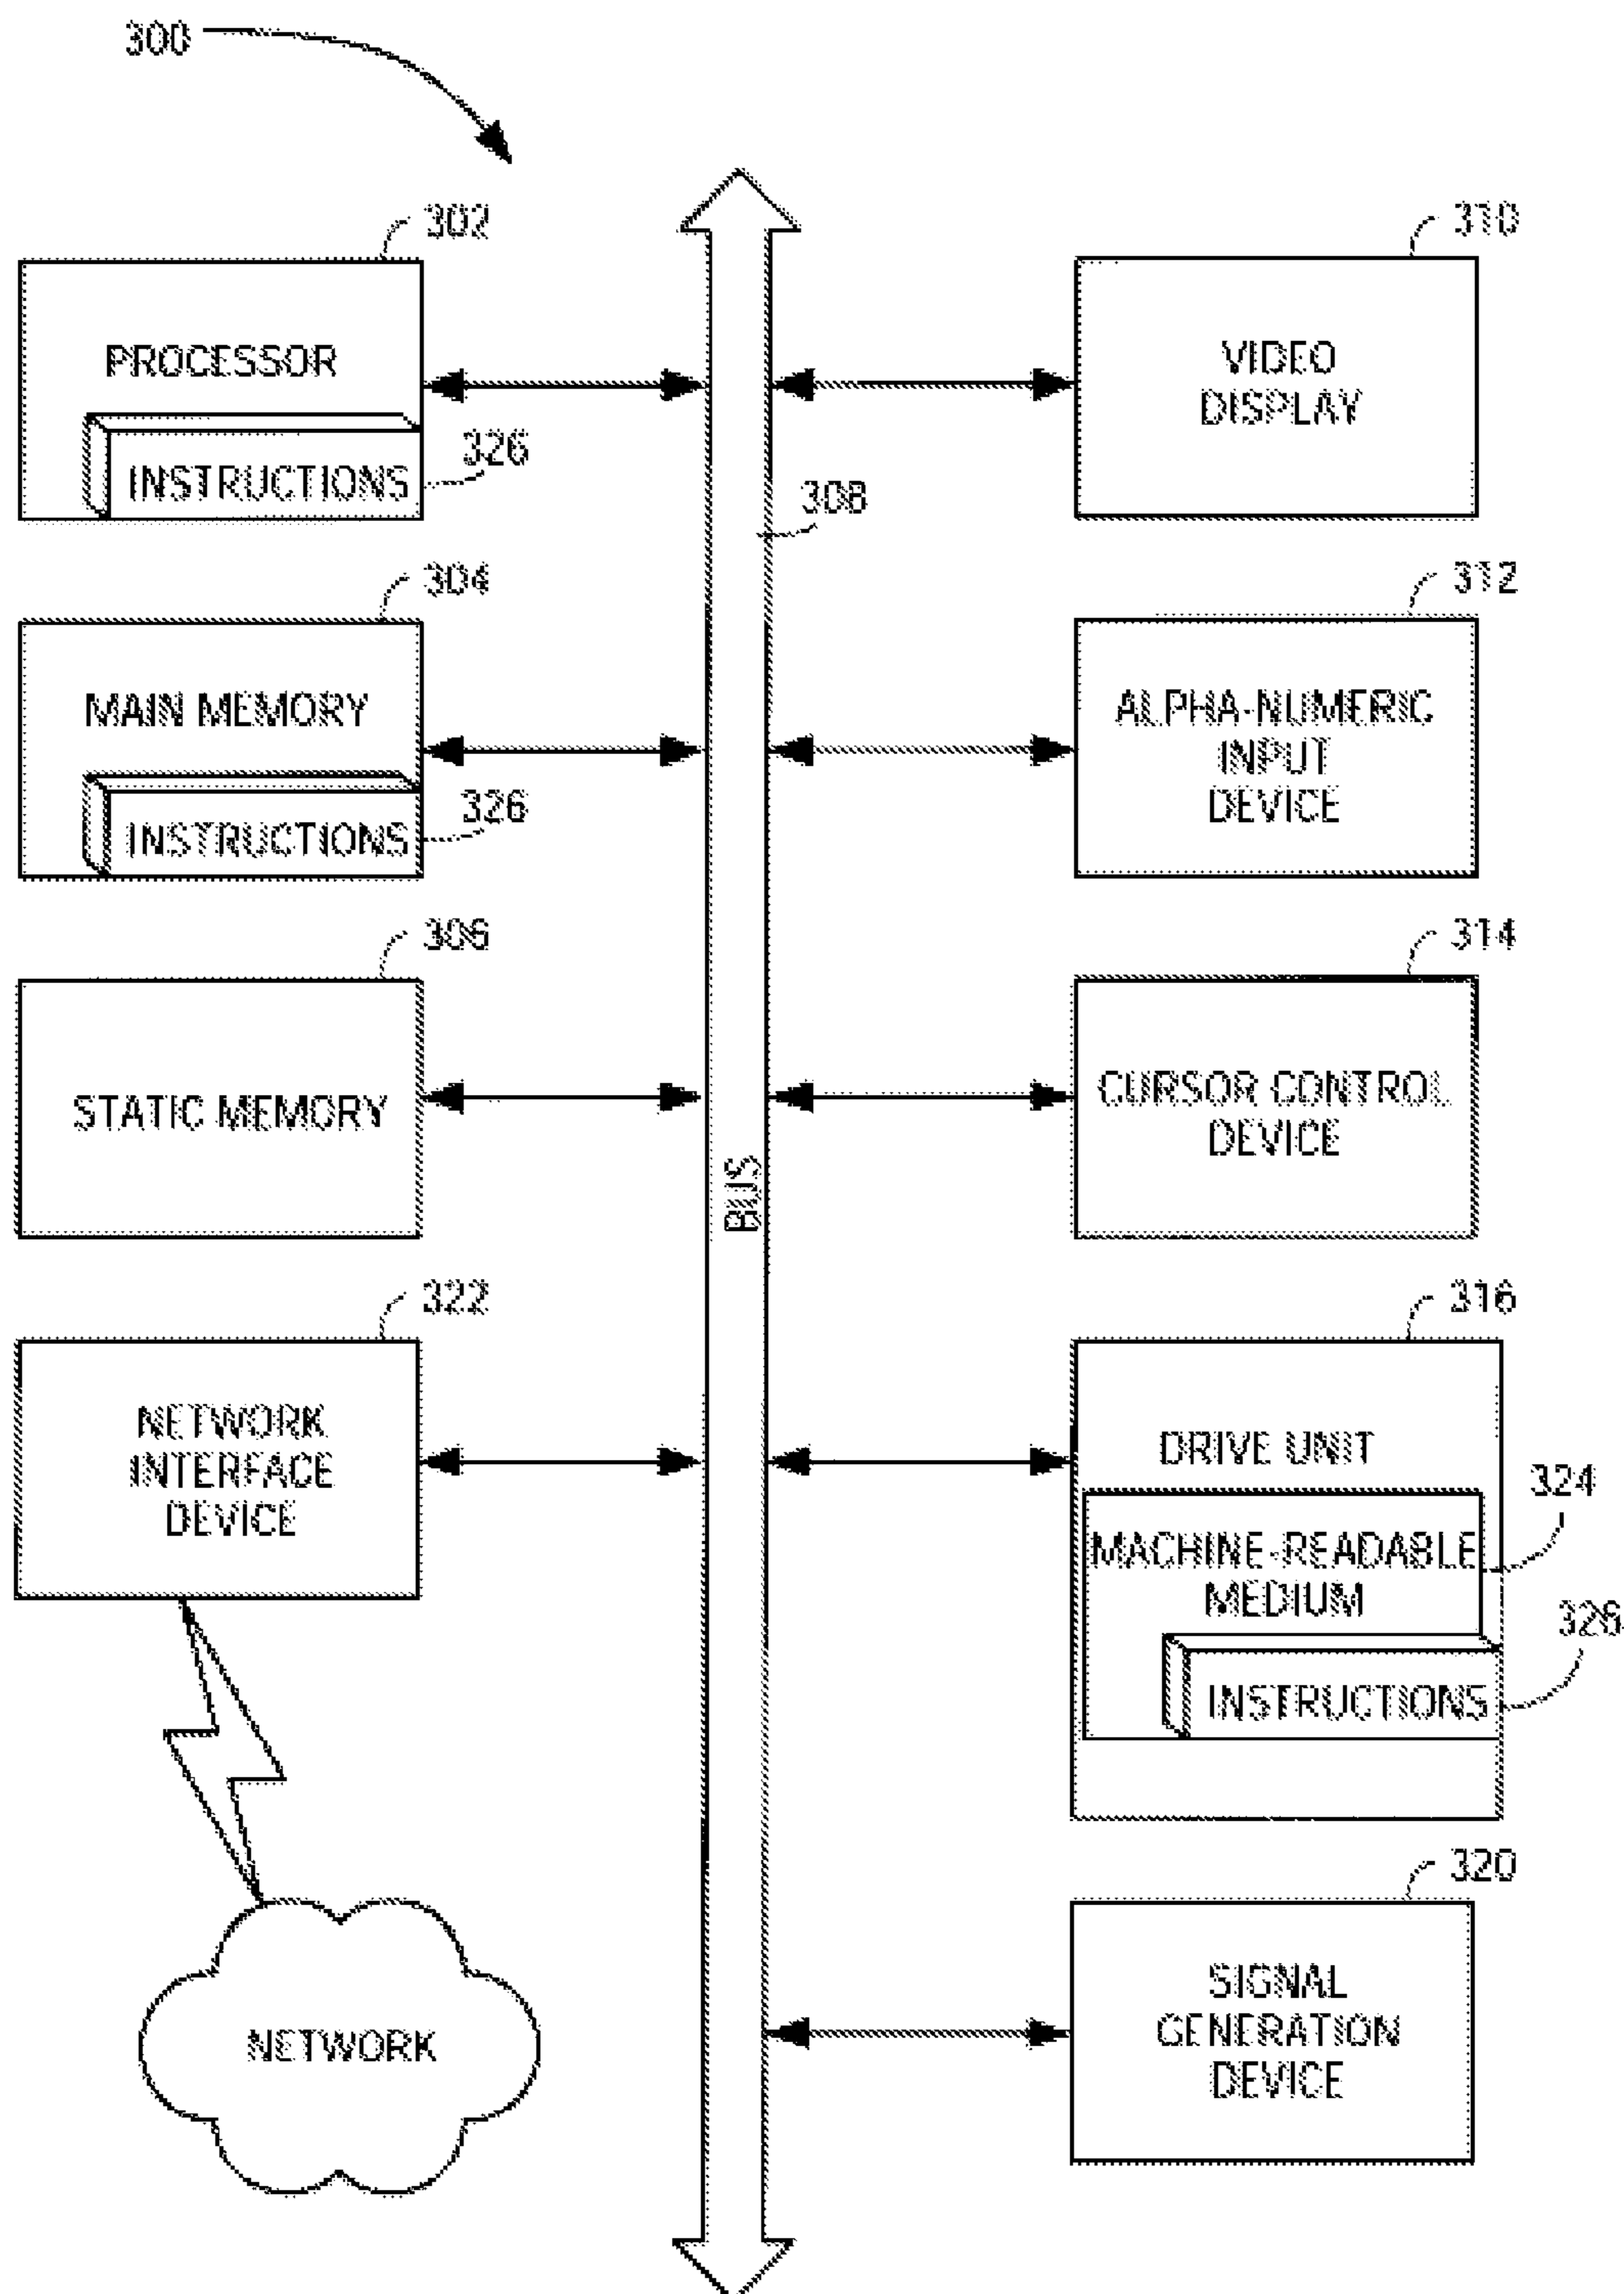 300
302
PROCESSOR
326
INSTRUCTIONS
304
MAIN MEMORY
326
INSTRUCTIONS
306
STATIC MEMORY
322
NETWORK
INTERFACE
DEVICE
NETWORK
308
BUS
310
VIDEO
DISPLAY
312
ALPHA-NUMERIC
INPUT
DEVICE
314
CURSOR CONTROL
DEVICE
316
DRIVE UNIT
324
MACHINE-READABLE
MEDIUM
326
INSTRUCTIONS
320
SIGNAL
GENERATION
DEVICE